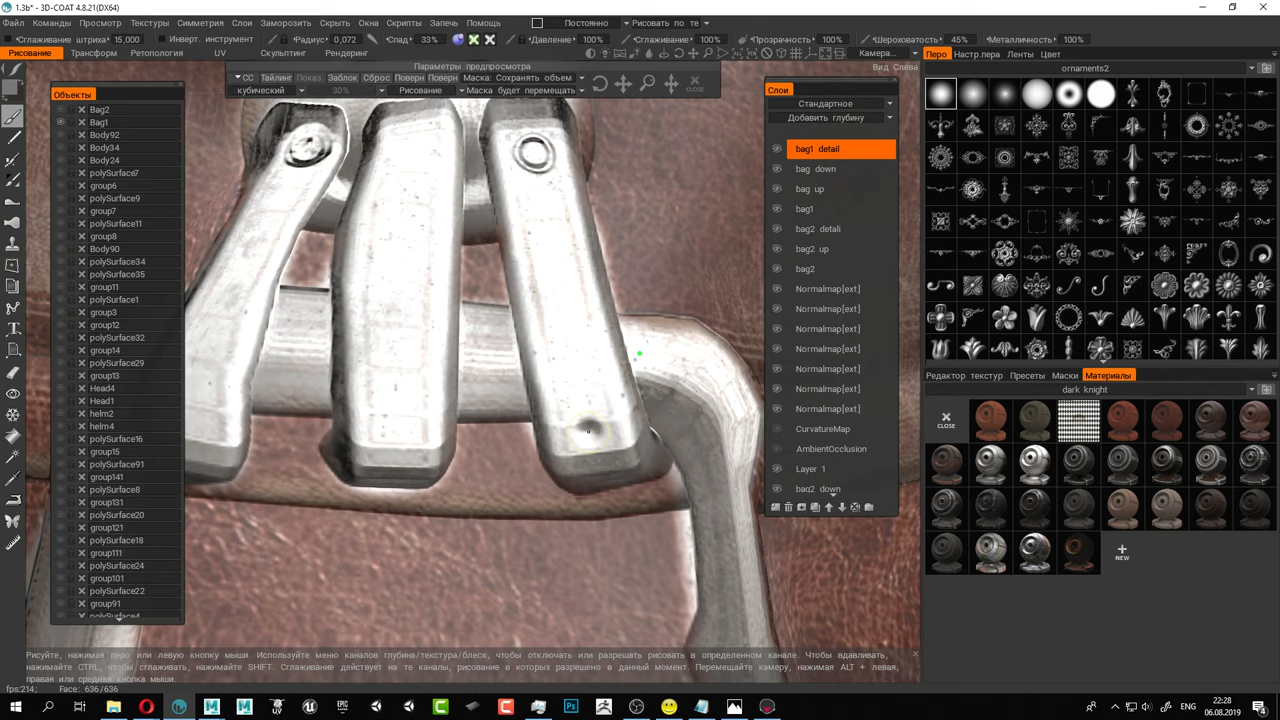 1.3b* - 3D-COAT 4.8.21(DX64)
Файл Команды Просмотр Текстуры Симметрия Слои Заморозить Скрыть Окна Скрипты Запечь Помощь Постоянно Рисовать по те
Сглаживание штр 15,000 Инверт. инструмент Радиус 0,072 Спад 33% Давление: 100% Сглаживание: 100% Прозрачность: 100% Шероховатость: 45% Металличность: 100%
Рисование Трансформ Ретопология UV Скульптинг Рендеринг Камера...
Параметры предпросмотра
СС Тайлинг Показ. Заблок Сброс Поверн Поверн Маска: Сохранять объем
кубический 30% Рисование Маска будет перемещать CLOSE
Вид Слева
Объекты
Bag2
Bag1
Body92
Body34
Body24
polySurface7
group6
polySurface9
group7
polySurface11
group8
Body90
polySurface34
polySurface35
group11
polySurface1
group3
group12
polySurface32
group14
polySurface29
group13
Head4
Head1
helm2
helm4
polySurface16
group15
polySurface91
group141
polySurface8
group131
polySurface20
group121
polySurface18
group111
polySurface24
group101
polySurface22
group91
polySurface4
Слои
Стандартное
Добавить глубину
bag1 detail
bag down
bag up
bag1
bag2 detali
bag2 up
bag2
Normalmap[ext]
Normalmap[ext]
Normalmap[ext]
Normalmap[ext]
Normalmap[ext]
Normalmap[ext]
Normalmap[ext]
CurvatureMap
AmbientOcclusion
Layer 1
bag2 down
Перо Настр.пера Ленты Цвет
ornaments2
Редактор текстур Пресеты Маски Материалы
dark knight
CLOSE
NEW
Рисуйте, нажимая перо или левую кнопку мыши. Используйте меню каналов глубина/текстура/блеск, чтобы отключать или разрешать рисовать в определенном канале. Чтобы вдавливать,
нажимайте CTRL, чтобы сглаживать, нажимайте SHIFT. Сглаживание действует на те каналы, рисование в которых разрешено в данный момент. Перемещайте камеру, нажимая ALT + левая,
правая или средняя кнопка мыши.
fps:214; Face: 636/636
UV EPIC GAMES Ps ENG 22:28
06.08.2019